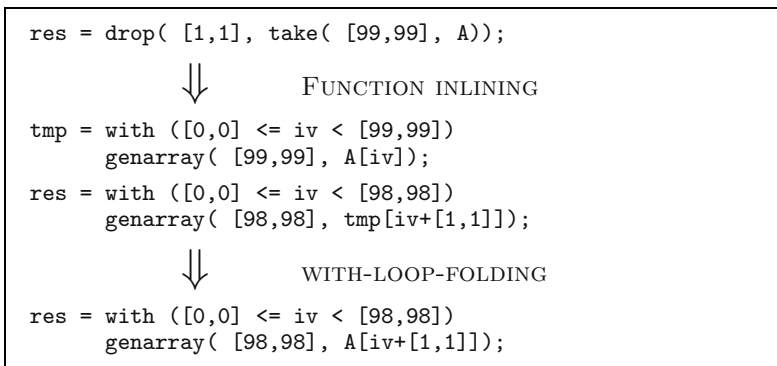 res = drop( [1,1], take( [99,99], A));
⇓ FUNCTION INLINING
tmp = with ([0,0] <= iv < [99,99])
genarray( [99,99], A[iv]);
res = with ([0,0] <= iv < [98,98])
genarray( [98,98], tmp[iv+[1,1]]);
⇓ WITH-LOOP-FOLDING
res = with ([0,0] <= iv < [98,98])
genarray( [98,98], A[iv+[1,1]]);